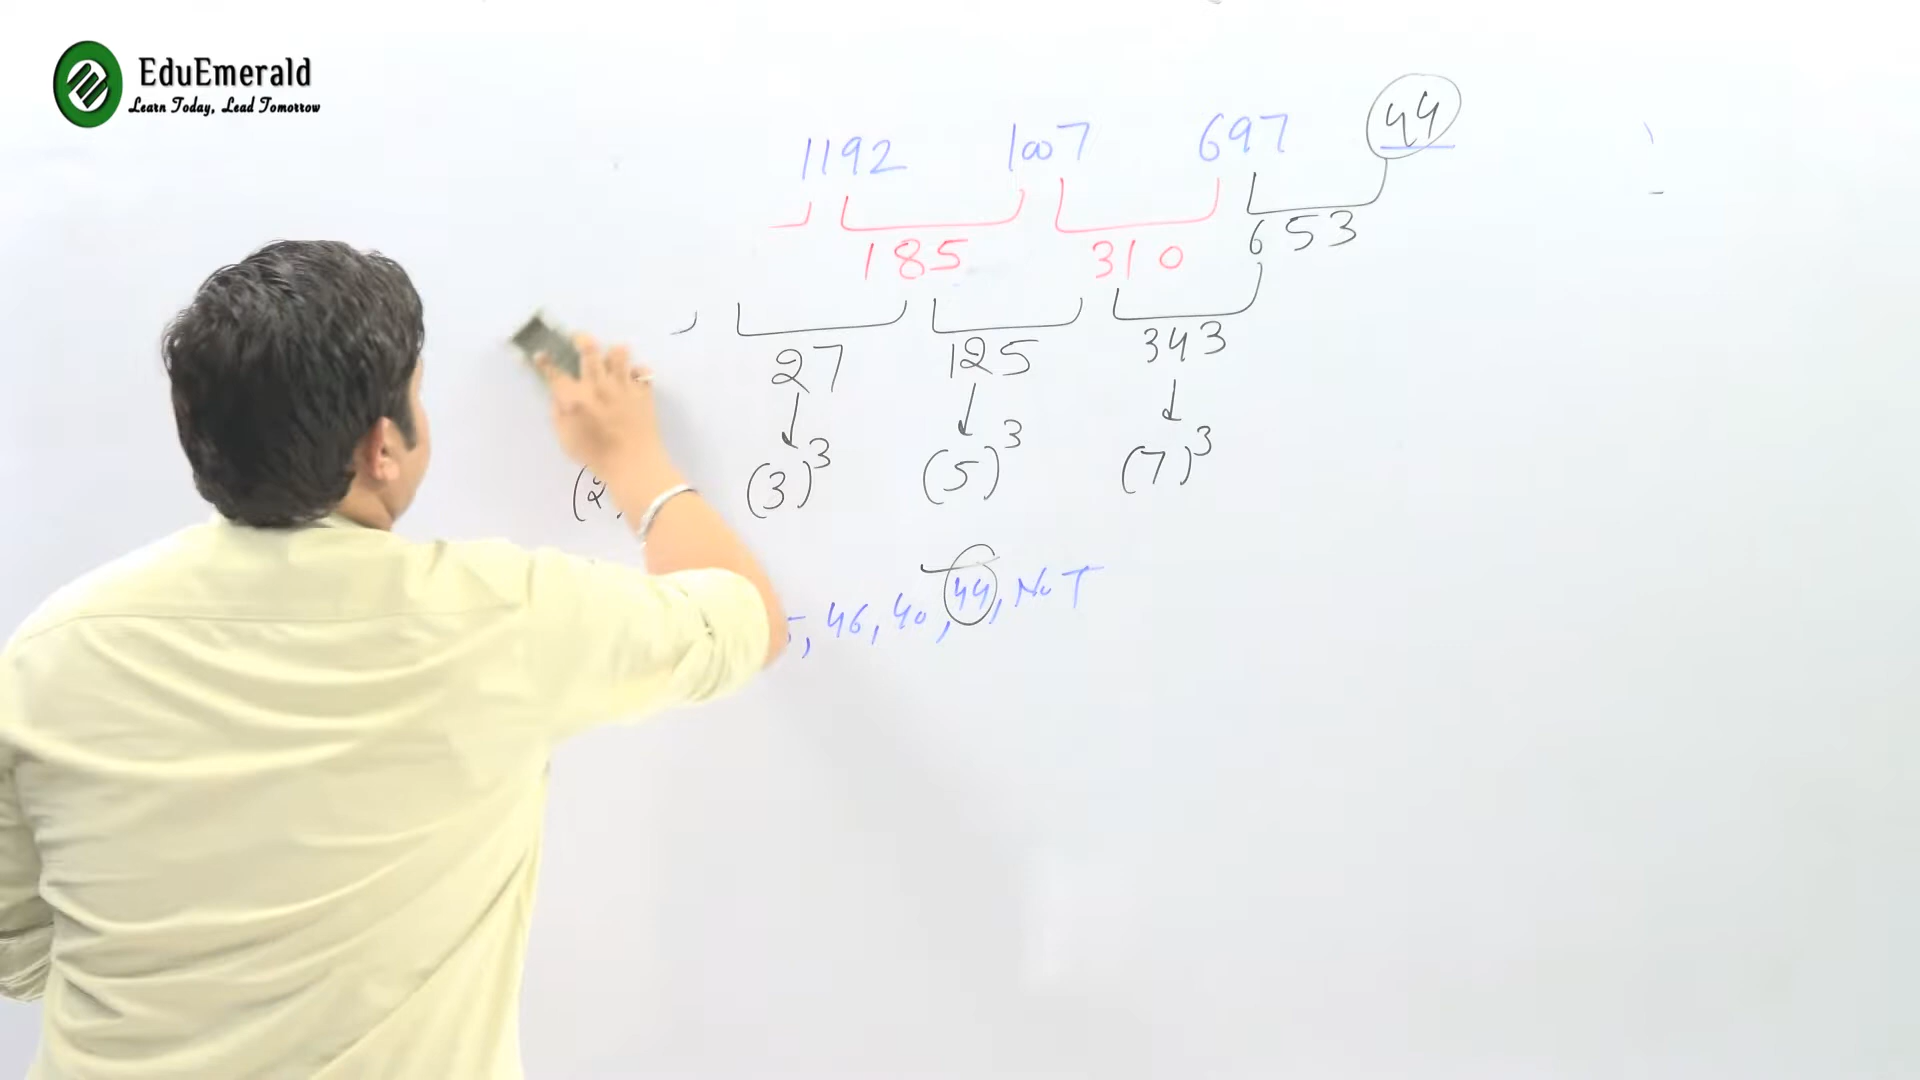 EduEmerald
Learn Today, Lead Tomorrow
1192 1007 697 44
185 310 653
27 125 343
(3)³ (5)³ (7)³
, 46, 40, 44, NOT